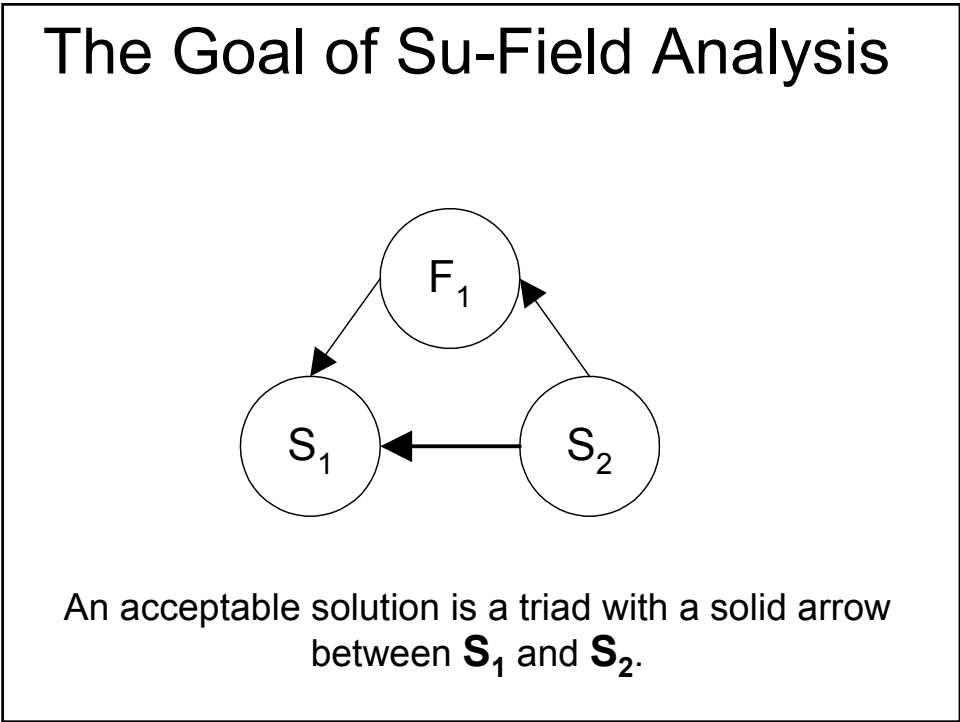 The Goal of Su-Field Analysis
F₁
S₁
S₂
An acceptable solution is a triad with a solid arrow
between S₁ and S₂.